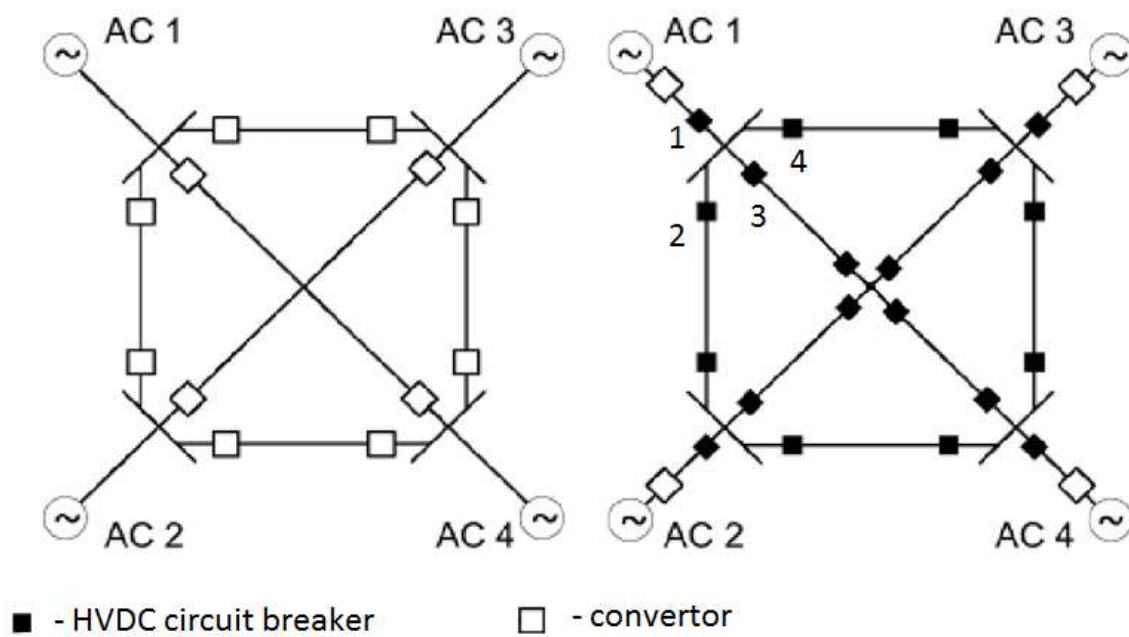 AC 1 AC 3 AC 1 AC 3
1
4
3
2
AC 2 AC 4 AC 2 AC 4
- HVDC circuit breaker - convertor